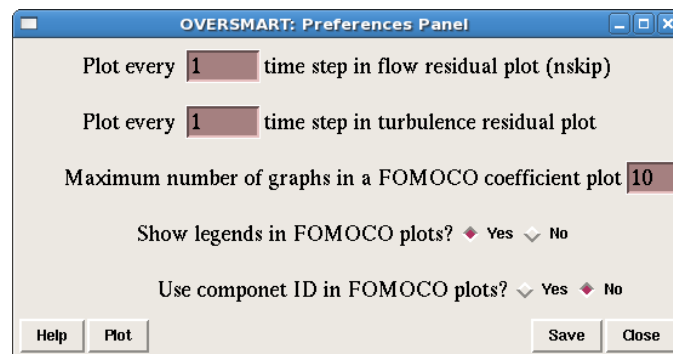 OVERSMART: Preferences Panel
Plot every 1 time step in flow residual plot (nskip)
Plot every 1 time step in turbulence residual plot
Maximum number of graphs in a FOMOCO coefficient plot 10
Show legends in FOMOCO plots? Yes No
Use componet ID in FOMOCO plots? Yes No
Help Plot Save Close